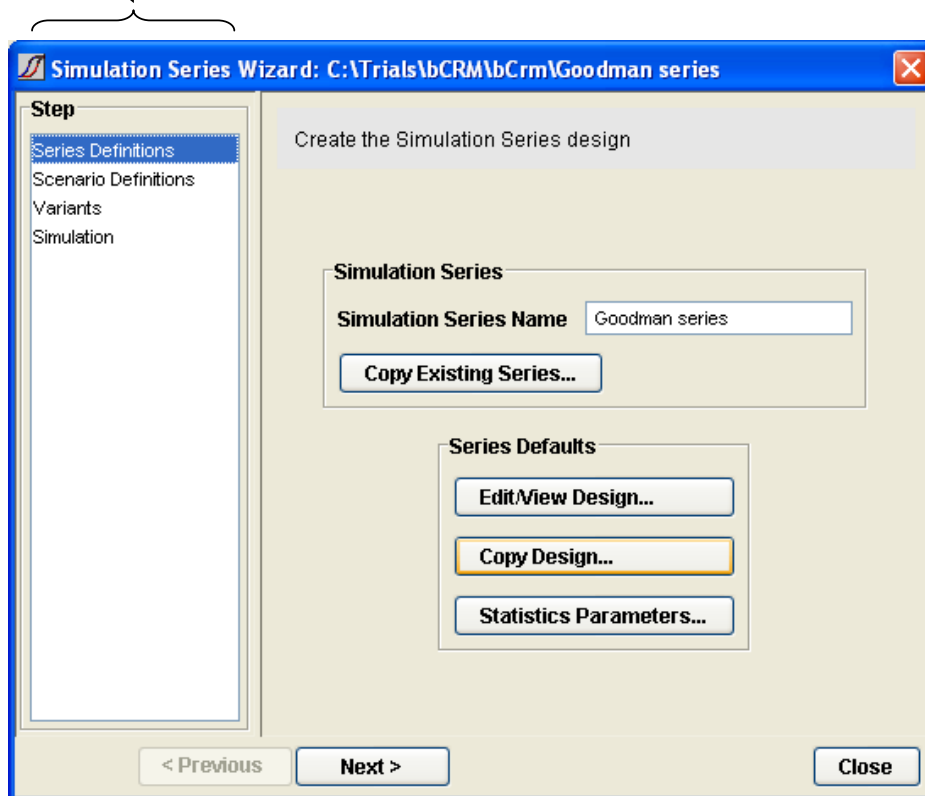 Simulation Series Wizard: C:\Trials\bCRM\bCrm\Goodman series
Step
Series Definitions
Scenario Definitions
Variants
Simulation
Create the Simulation Series design
Simulation Series
Simulation Series Name
Goodman series
Copy Existing Series...
Series Defaults
Edit/View Design...
Copy Design...
Statistics Parameters...
< Previous
Next >
Close